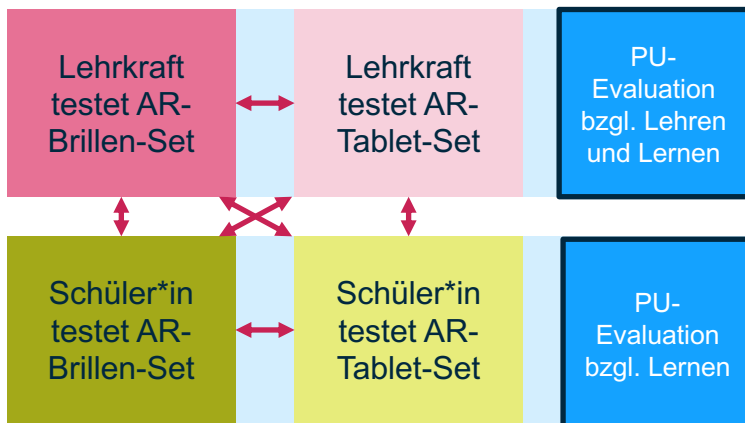 Lehrkraft
testet AR-
Brillen-Set
Lehrkraft
testet AR-
Tablet-Set
PU-
Evaluation
bzgl. Lehren
und Lernen
Schüler*in
testet AR-
Brillen-Set
Schüler*in
testet AR-
Tablet-Set
PU-
Evaluation
bzgl. Lernen